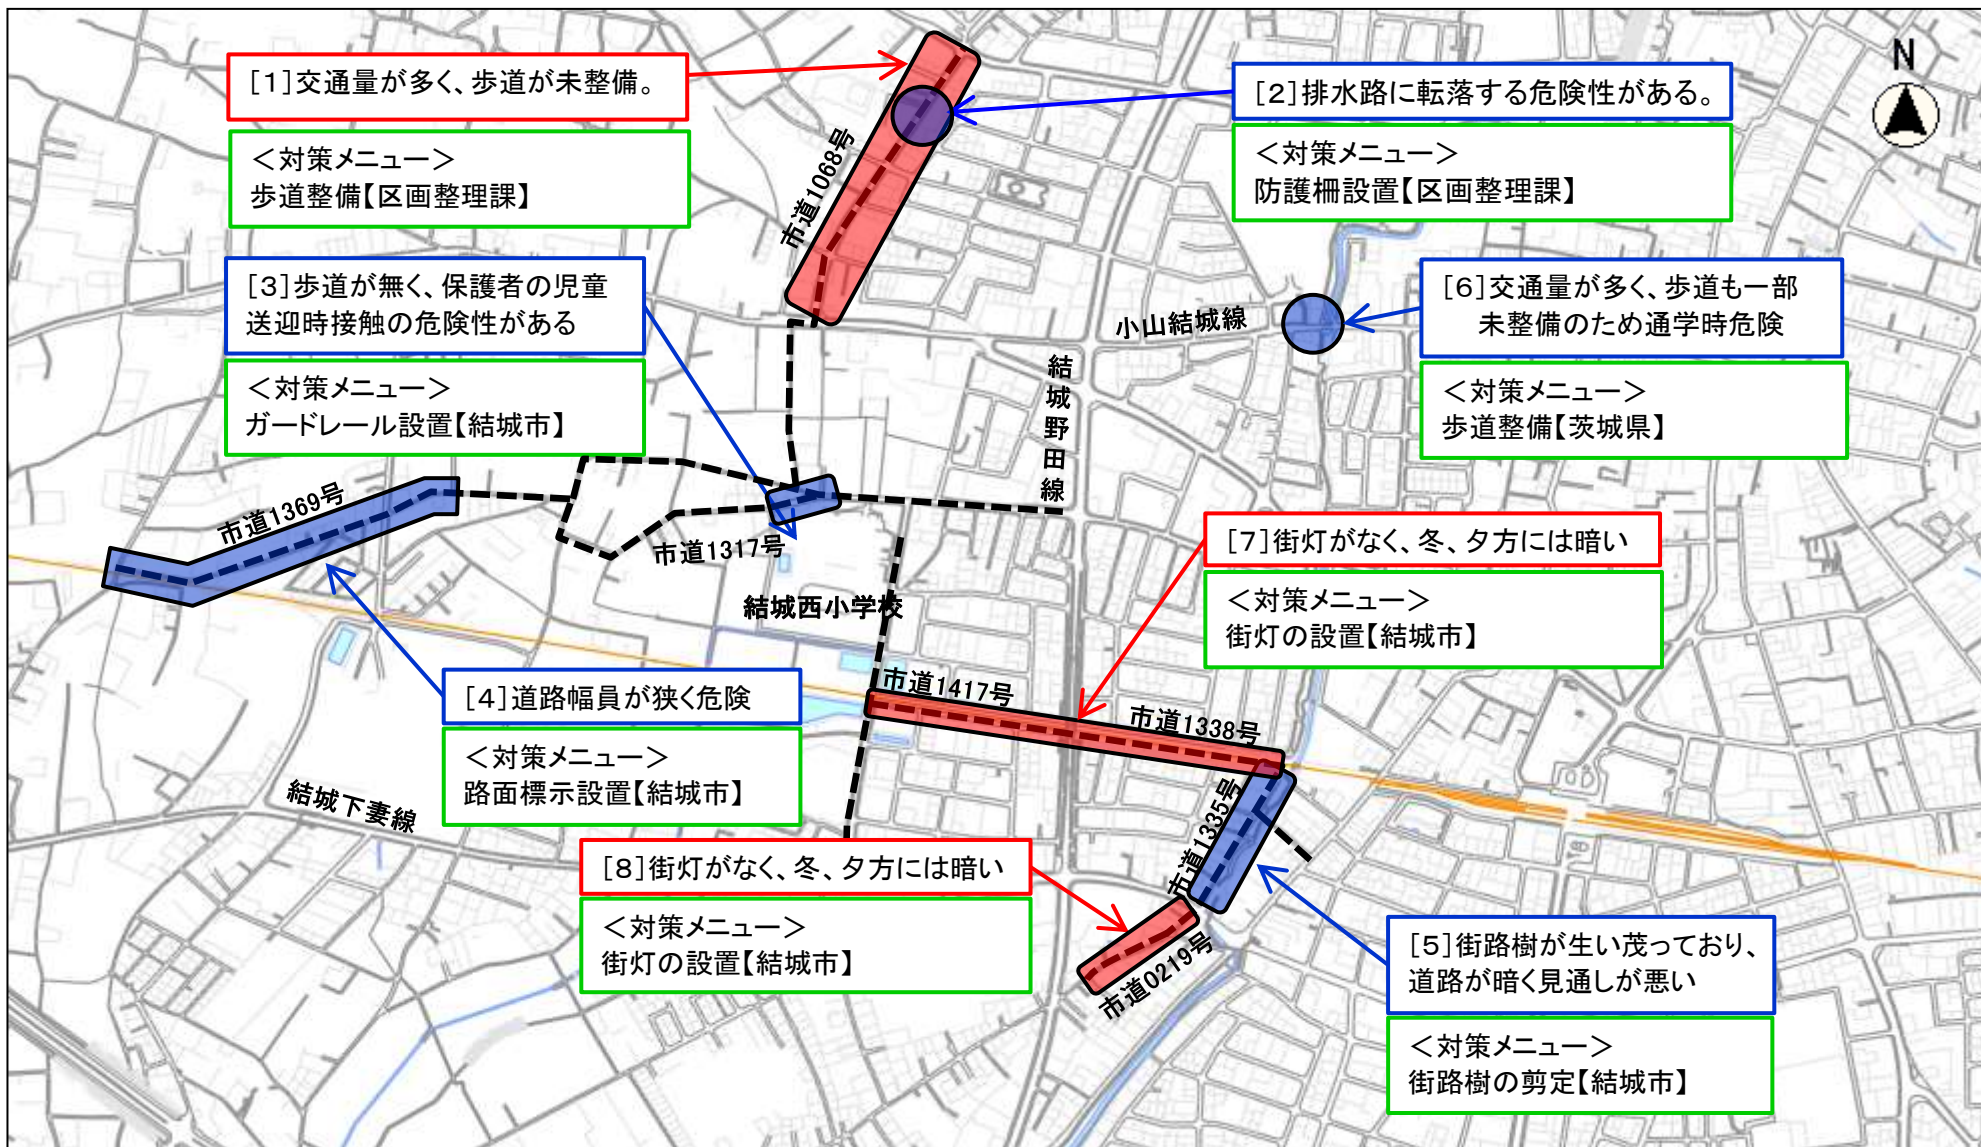 [1]交通量が多く、歩道が未整備。
＜対策メニュー＞
歩道整備【区画整理課】
[2]排水路に転落する危険性がある。
＜対策メニュー＞
防護柵設置【区画整理課】
N
市道1068号
[3]歩道が無く、保護者の児童
送迎時接触の危険性がある
＜対策メニュー＞
ガードレール設置【結城市】
[6]交通量が多く、歩道も一部
未整備のため通学時危険
＜対策メニュー＞
歩道整備【茨城県】
小山結城線
結城野田線
市道1369号
市道1317号
結城西小学校
[7]街灯がなく、冬、夕方には暗い
＜対策メニュー＞
街灯の設置【結城市】
[4]道路幅員が狭く危険
＜対策メニュー＞
路面標示設置【結城市】
市道1417号
市道1338号
結城下妻線
市道1335号
[8]街灯がなく、冬、夕方には暗い
＜対策メニュー＞
街灯の設置【結城市】
市道0219号
[5]街路樹が生い茂っており、
道路が暗く見通しが悪い
＜対策メニュー＞
街路樹の剪定【結城市】